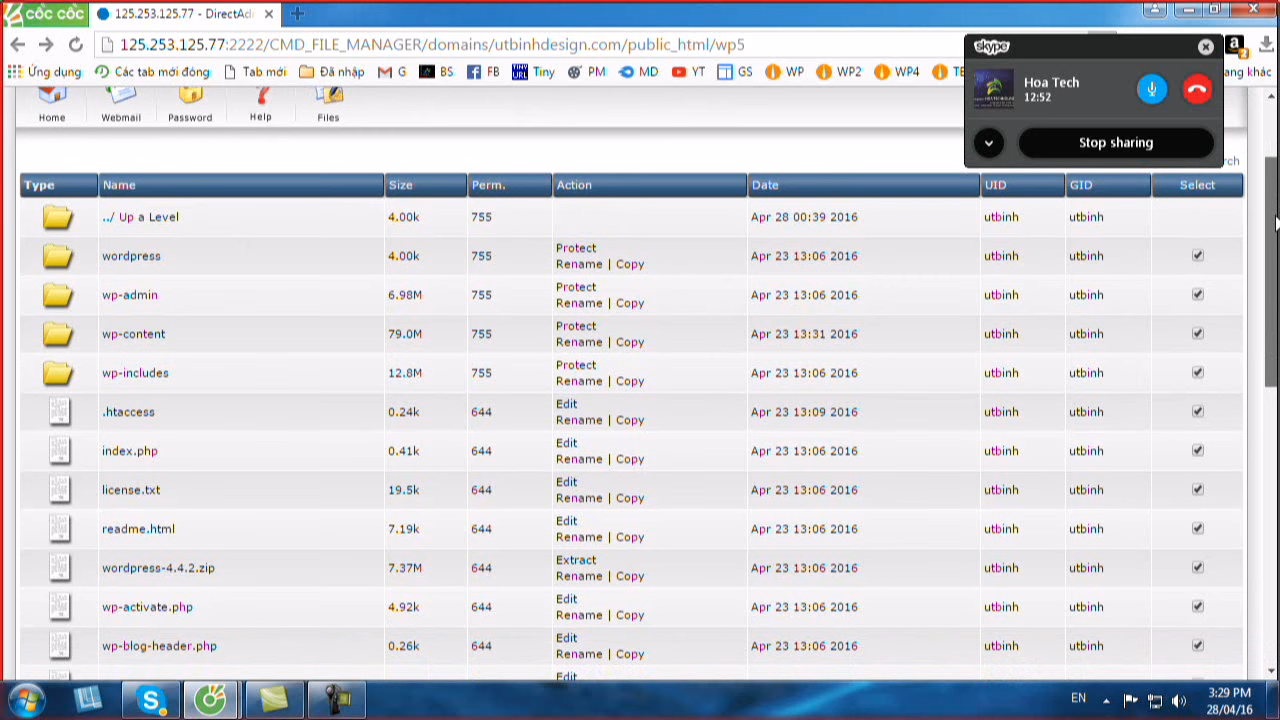 CỐC CỐC
125.253.125.77 - DirectAd
125.253.125.77:2222/CMD_FILE_MANAGER/domains/utbinhdesign.com/public_html/wp5
Ứng dụng Các tab mới đóng Tab mới Đã nhập G BS FB Tiny PM MD YT GS WP WP2 WP4 ang khác
skype
Hoa Tech
12:52
Stop sharing
Home Webmail Password Help Files
rch
Type Name Size Perm. Action Date UID GID Select
../ Up a Level 4.00k 755 Apr 28 00:39 2016 utbinh utbinh
wordpress 4.00k 755 Protect Rename | Copy Apr 23 13:06 2016 utbinh utbinh
wp-admin 6.98M 755 Protect Rename | Copy Apr 23 13:06 2016 utbinh utbinh
wp-content 79.0M 755 Protect Rename | Copy Apr 23 13:31 2016 utbinh utbinh
wp-includes 12.8M 755 Protect Rename | Copy Apr 23 13:06 2016 utbinh utbinh
.htaccess 0.24k 644 Edit Rename | Copy Apr 23 13:09 2016 utbinh utbinh
index.php 0.41k 644 Edit Rename | Copy Apr 23 13:06 2016 utbinh utbinh
license.txt 19.5k 644 Edit Rename | Copy Apr 23 13:06 2016 utbinh utbinh
readme.html 7.19k 644 Edit Rename | Copy Apr 23 13:06 2016 utbinh utbinh
wordpress-4.4.2.zip 7.37M 644 Extract Rename | Copy Apr 23 13:06 2016 utbinh utbinh
wp-activate.php 4.92k 644 Edit Rename | Copy Apr 23 13:06 2016 utbinh utbinh
wp-blog-header.php 0.26k 644 Edit Rename | Copy Apr 23 13:06 2016 utbinh utbinh
Edit
EN
3:29 PM
28/04/16